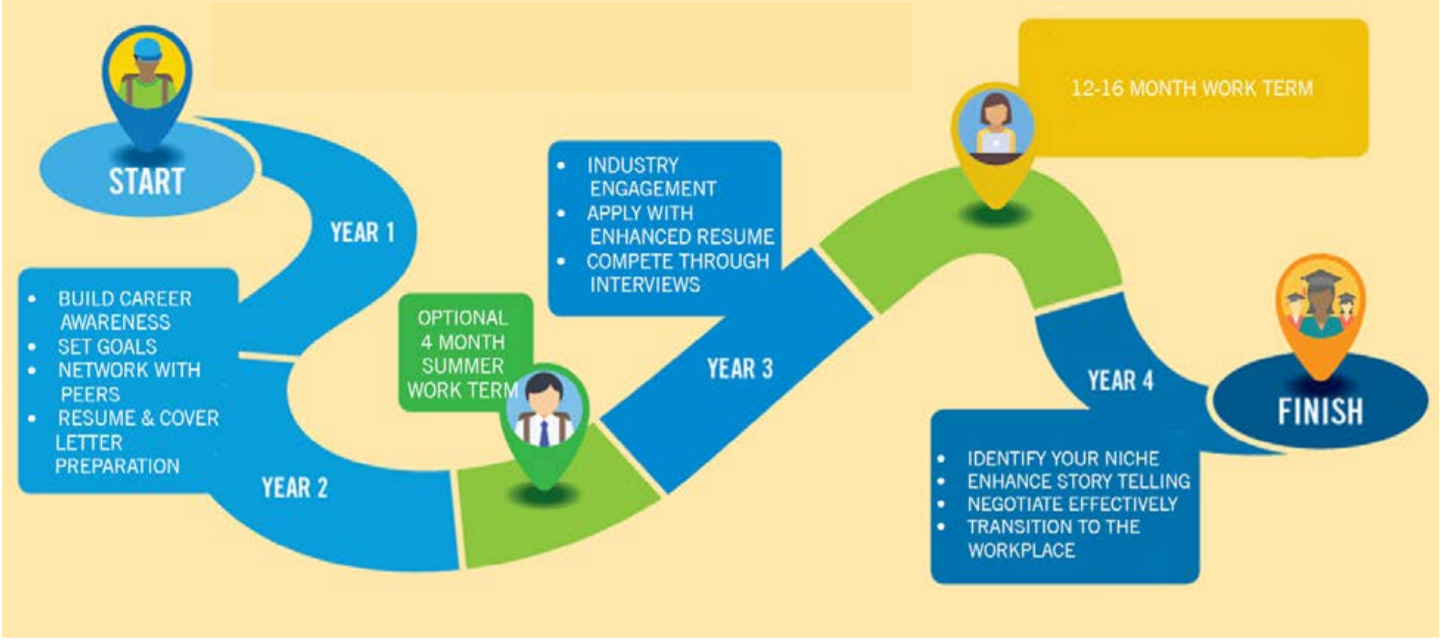 START
YEAR 1
• BUILD CAREER
AWARENESS
• SET GOALS
• NETWORK WITH
PEERS
• RESUME & COVER
LETTER
PREPARATION
YEAR 2
OPTIONAL
4 MONTH
SUMMER
WORK TERM
• INDUSTRY
ENGAGEMENT
• APPLY WITH
ENHANCED RESUME
• COMPETE THROUGH
INTERVIEWS
YEAR 3
12-16 MONTH WORK TERM
YEAR 4
• IDENTIFY YOUR NICHE
• ENHANCE STORY TELLING
• NEGOTIATE EFFECTIVELY
• TRANSITION TO THE
WORKPLACE
FINISH